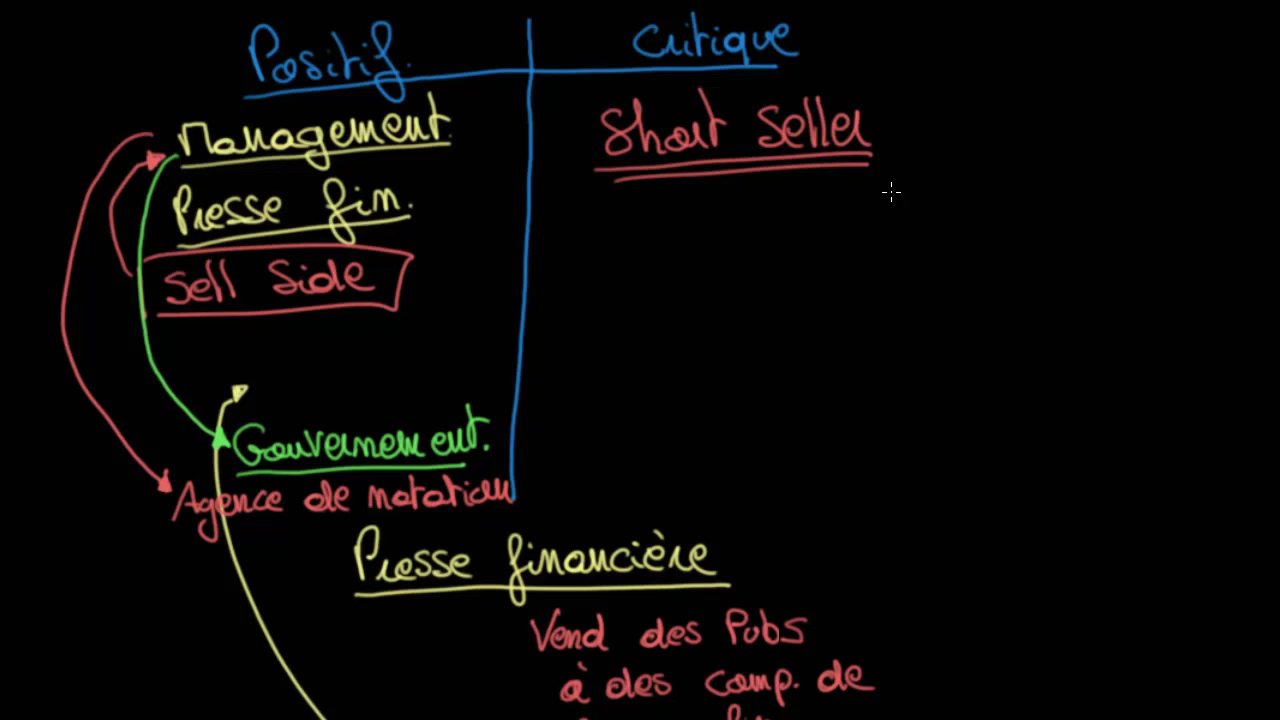 Positif.
Critique
Management.
Short Seller
Presse fin.
Sell Side
Gouvernement.
Agence de notation
Presse financière
Vend des Pubs
à des comp. de